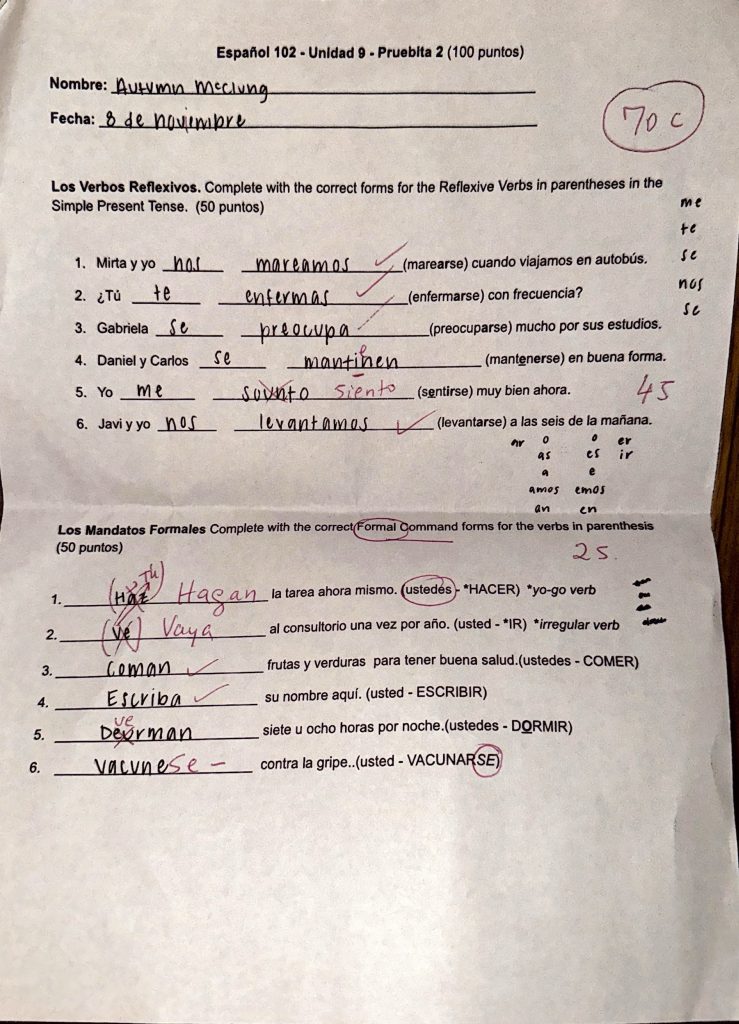 Español 102 - Unidad 9 - Pruebita 2 (100 puntos)
Nombre: Autumn McClung
70 C
Fecha: 8 de noviempre
Los Verbos Reflexivos. Complete with the correct forms for the Reflexive Verbs in parentheses in the
Simple Present Tense. (50 puntos)
me
te
se
nos
se
1. Mirta y yo nos mareamos (marearse) cuando viajamos en autobús.
2. ¿Tú te enfermas (enfermarse) con frecuencia?
3. Gabriela se preocupa (preocuparse) mucho por sus estudios.
4. Daniel y Carlos se mantinen e (mantenerse) en buena forma.
5. Yo me siento (sentirse) muy bien ahora.
45
6. Javi y yo nos levantamos (levantarse) a las seis de la mañana.
ar o o er
as es ir
a e
amos emos
an en
Los Mandatos Formales Complete with the correct Formal Command forms for the verbs in parenthesis
(50 puntos)
25.
1. (Haz Tú) Hagan la tarea ahora mismo. (ustedes - *HACER) *yo-go verb
2. (Vé) Vaya al consultorio una vez por año. (usted - *IR) *irregular verb
3. Coman frutas y verduras para tener buena salud.(ustedes - COMER)
4. Escriba su nombre aquí. (usted - ESCRIBIR)
5. Deurman ue siete u ocho horas por noche.(ustedes - DORMIR)
6. Vacunese - contra la gripe..(usted - VACUNARSE)